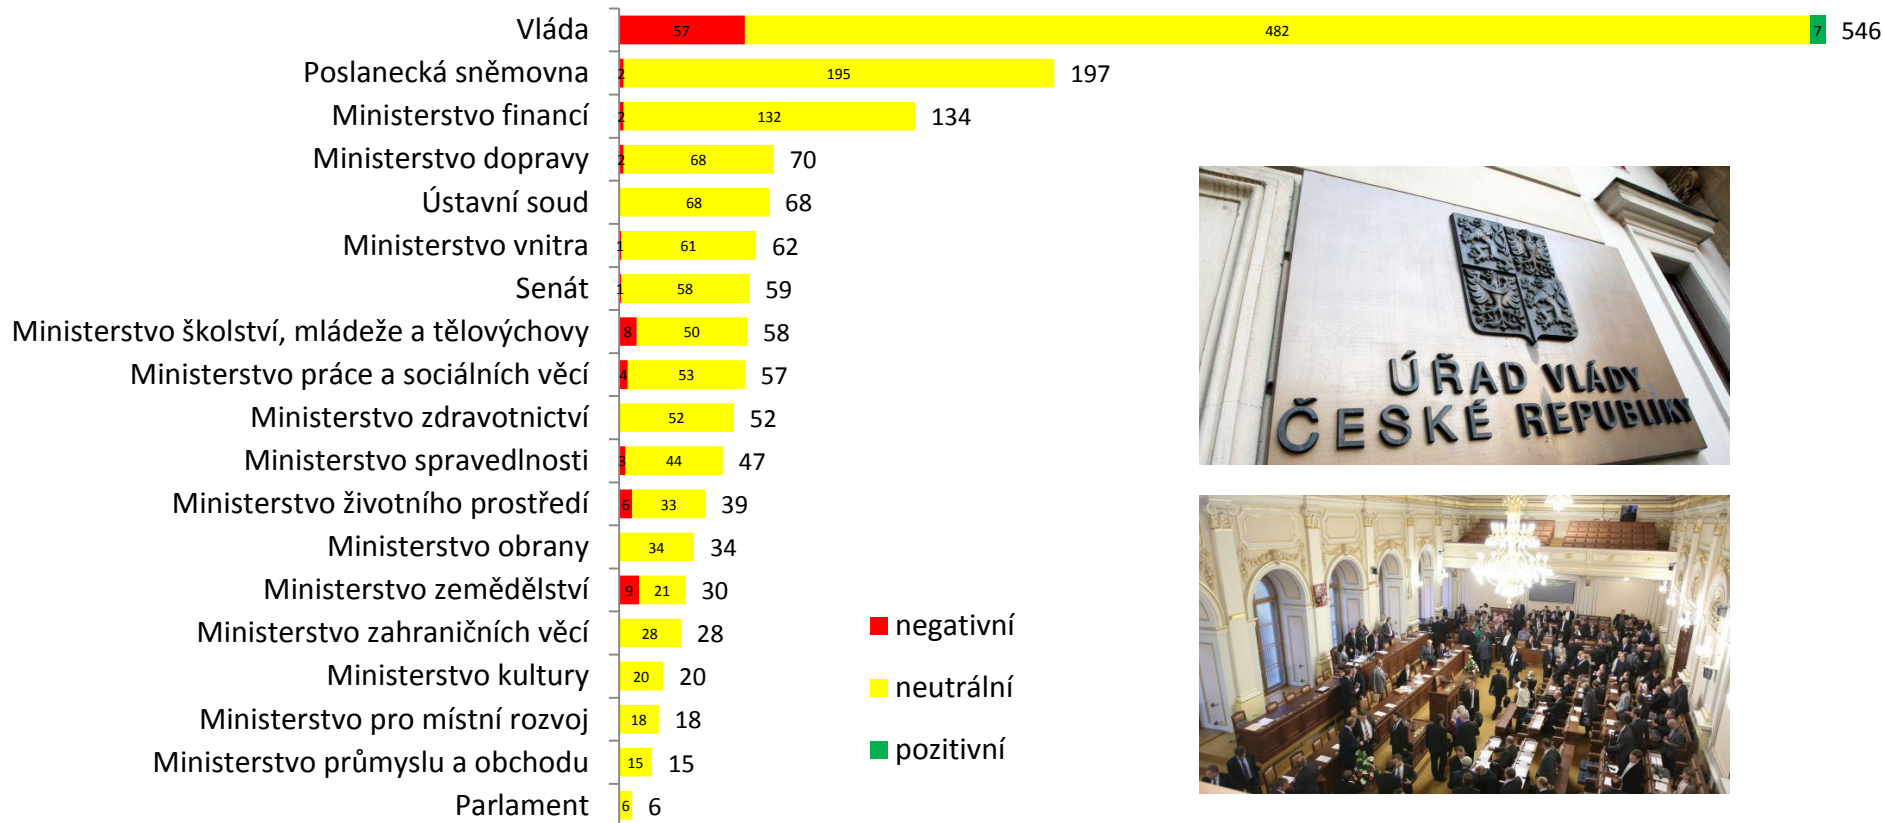 Vláda 57 482 7 546
Poslanecká sněmovna 2 195 197
Ministerstvo financí 2 132 134
Ministerstvo dopravy 2 68 70
Ústavní soud 68 68
Ministerstvo vnitra 1 61 62
Senát 1 58 59
Ministerstvo školství, mládeže a tělovýchovy 8 50 58
Ministerstvo práce a sociálních věcí 4 53 57
Ministerstvo zdravotnictví 52 52
Ministerstvo spravedlnosti 3 44 47
Ministerstvo životního prostředí 6 33 39
Ministerstvo obrany 34 34
Ministerstvo zemědělství 9 21 30
Ministerstvo zahraničních věcí 28 28
Ministerstvo kultury 20 20
Ministerstvo pro místní rozvoj 18 18
Ministerstvo průmyslu a obchodu 15 15
Parlament 6 6
negativní
neutrální
pozitivní
ÚŘAD VLÁDY
ČESKÉ REPUBLIKY